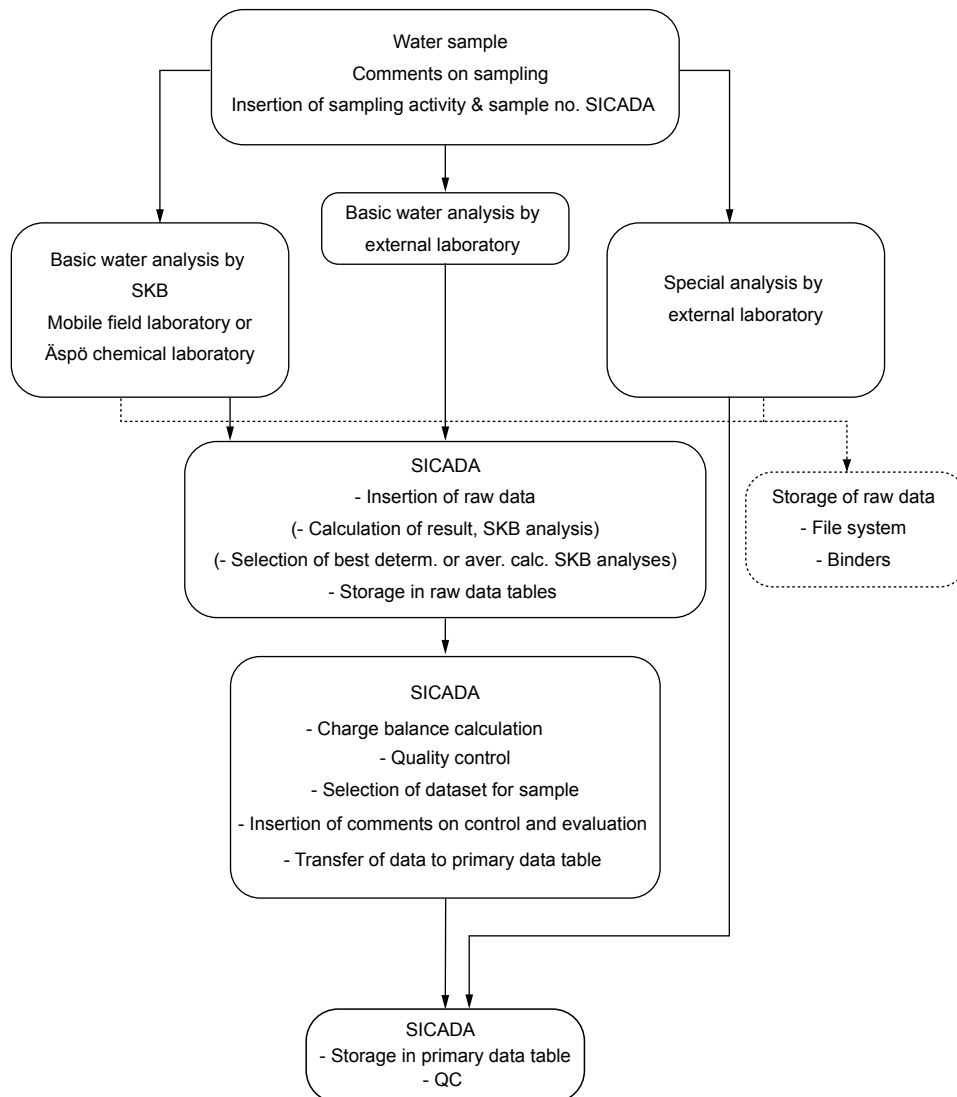 Water sample
Comments on sampling
Insertion of sampling activity & sample no. SICADA
Basic water analysis by
SKB
Mobile field laboratory or
Äspö chemical laboratory
Basic water analysis by
external laboratory
Special analysis by
external laboratory
SICADA
- Insertion of raw data
(- Calculation of result, SKB analysis)
(- Selection of best determ. or aver. calc. SKB analyses)
- Storage in raw data tables
Storage of raw data
- File system
- Binders
SICADA
- Charge balance calculation
- Quality control
- Selection of dataset for sample
- Insertion of comments on control and evaluation
- Transfer of data to primary data table
SICADA
- Storage in primary data table
- QC